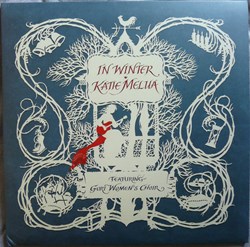 IN WINTER
KATIE MELUA
FEATURING
GORI WOMEN'S CHOIR